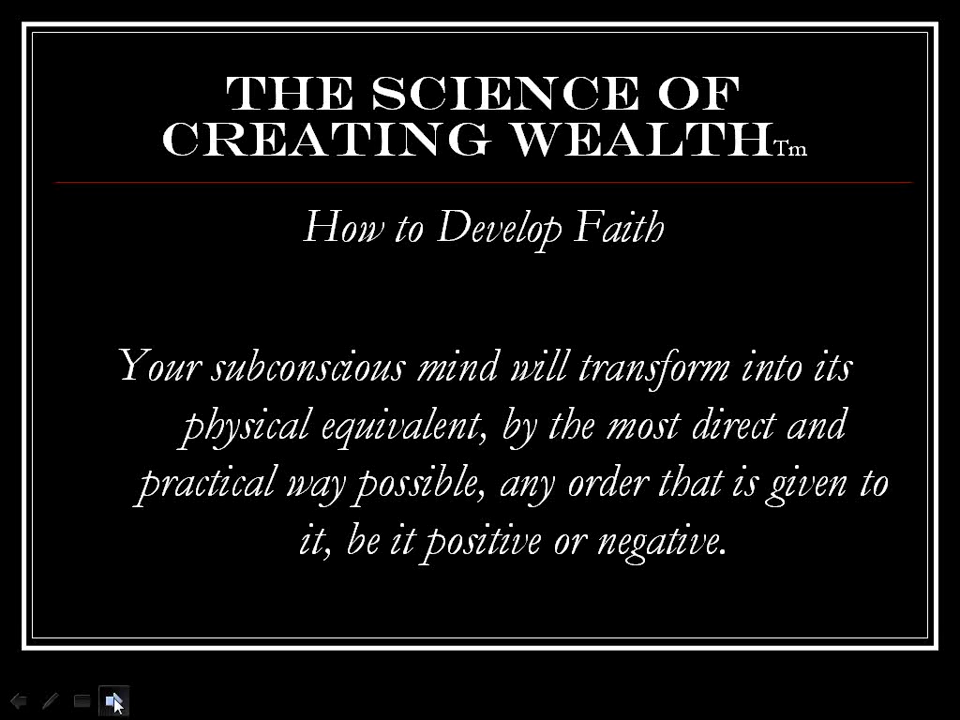 THE SCIENCE OF
CREATING WEALTHTm
How to Develop Faith
Your subconscious mind will transform into its
physical equivalent, by the most direct and
practical way possible, any order that is given to
it, be it positive or negative.